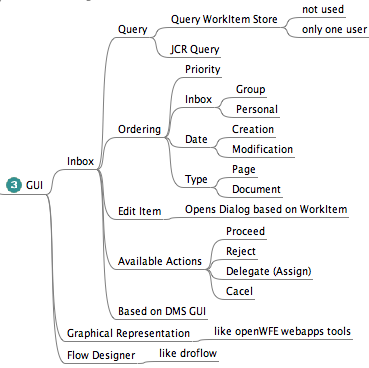 3 GUI
Inbox
Query
Query WorkItem Store
not used
only one user
JCR Query
Ordering
Priority
Inbox
Group
Personal
Date
Creation
Modification
Type
Page
Document
Edit Item
Opens Dialog based on WorkItem
Available Actions
Proceed
Reject
Delegate (Assign)
Cacel
Based on DMS GUI
Graphical Representation
like openWFE webapps tools
Flow Designer
like droflow